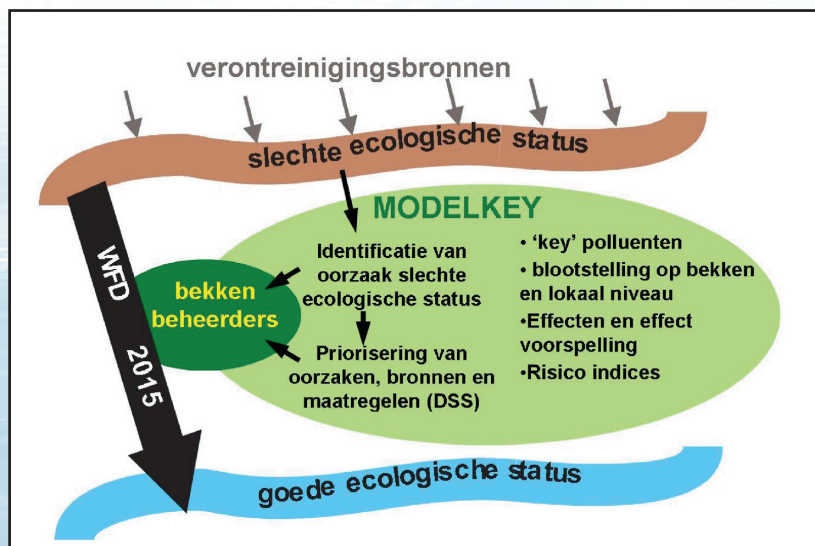 verontreinigingsbronnen
slechte ecologische status
MODELKEY
WFD 2015
bekken
beheerders
Identificatie van
oorzaak slechte
ecologische status
Priorisering van
oorzaken, bronnen en
maatregelen (DSS)
• ‘key’ polluenten
• blootstelling op bekken
en lokaal niveau
•Effecten en effect
voorspelling
•Risico indices
goede ecologische status